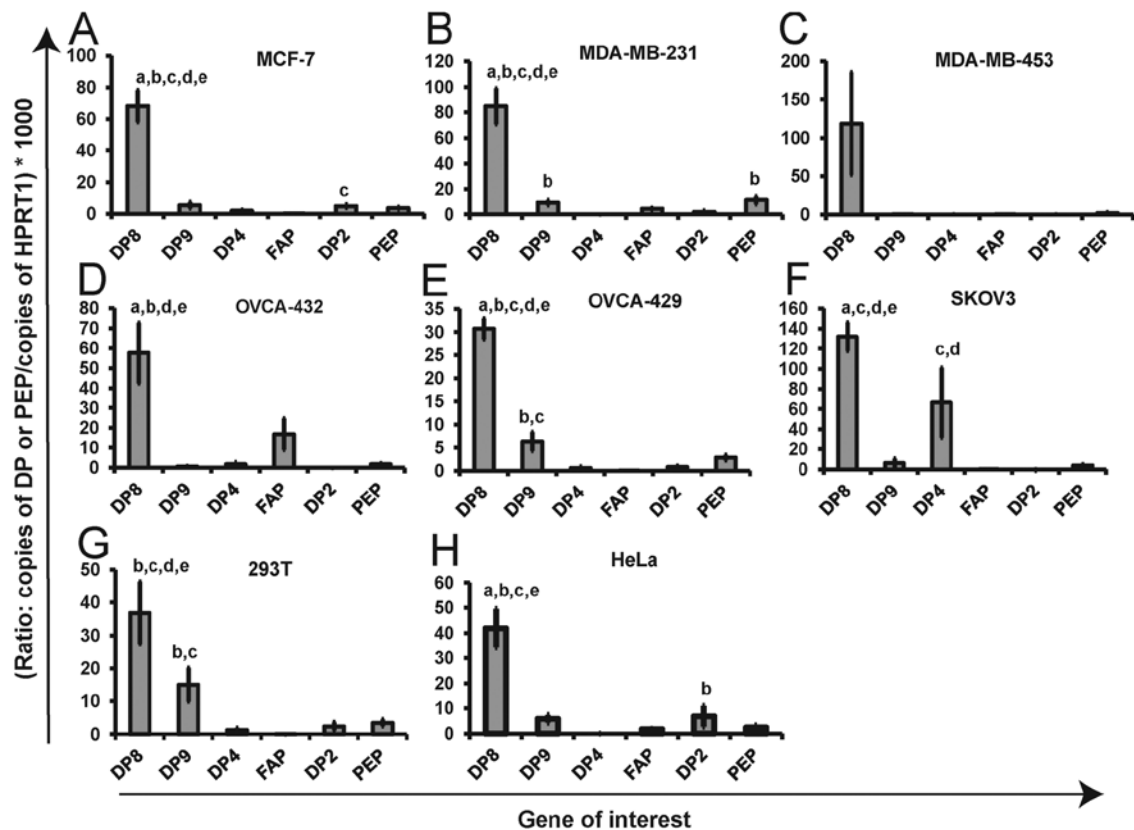 (Ratio: copies of DP or PEP/copies of HPRT1) * 1000
A
MCF-7
100
80
60
40
20
0
a,b,c,d,e
c
DP8
DP9
DP4
FAP
DP2
PEP
B
MDA-MB-231
120
100
80
60
40
20
0
a,b,c,d,e
b
b
DP8
DP9
DP4
FAP
DP2
PEP
C
MDA-MB-453
200
150
100
50
0
DP8
DP9
DP4
FAP
DP2
PEP
D
OVCA-432
80
70
60
50
40
30
20
10
0
a,b,d,e
DP8
DP9
DP4
FAP
DP2
PEP
E
OVCA-429
35
30
25
20
15
10
5
0
a,b,c,d,e
b,c
DP8
DP9
DP4
FAP
DP2
PEP
F
SKOV3
160
140
120
100
80
60
40
20
0
a,c,d,e
c,d
DP8
DP9
DP4
FAP
DP2
PEP
G
293T
50
40
30
20
10
0
b,c,d,e
b,c
DP8
DP9
DP4
FAP
DP2
PEP
H
HeLa
60
50
40
30
20
10
0
a,b,c,e
b
DP8
DP9
DP4
FAP
DP2
PEP
Gene of interest